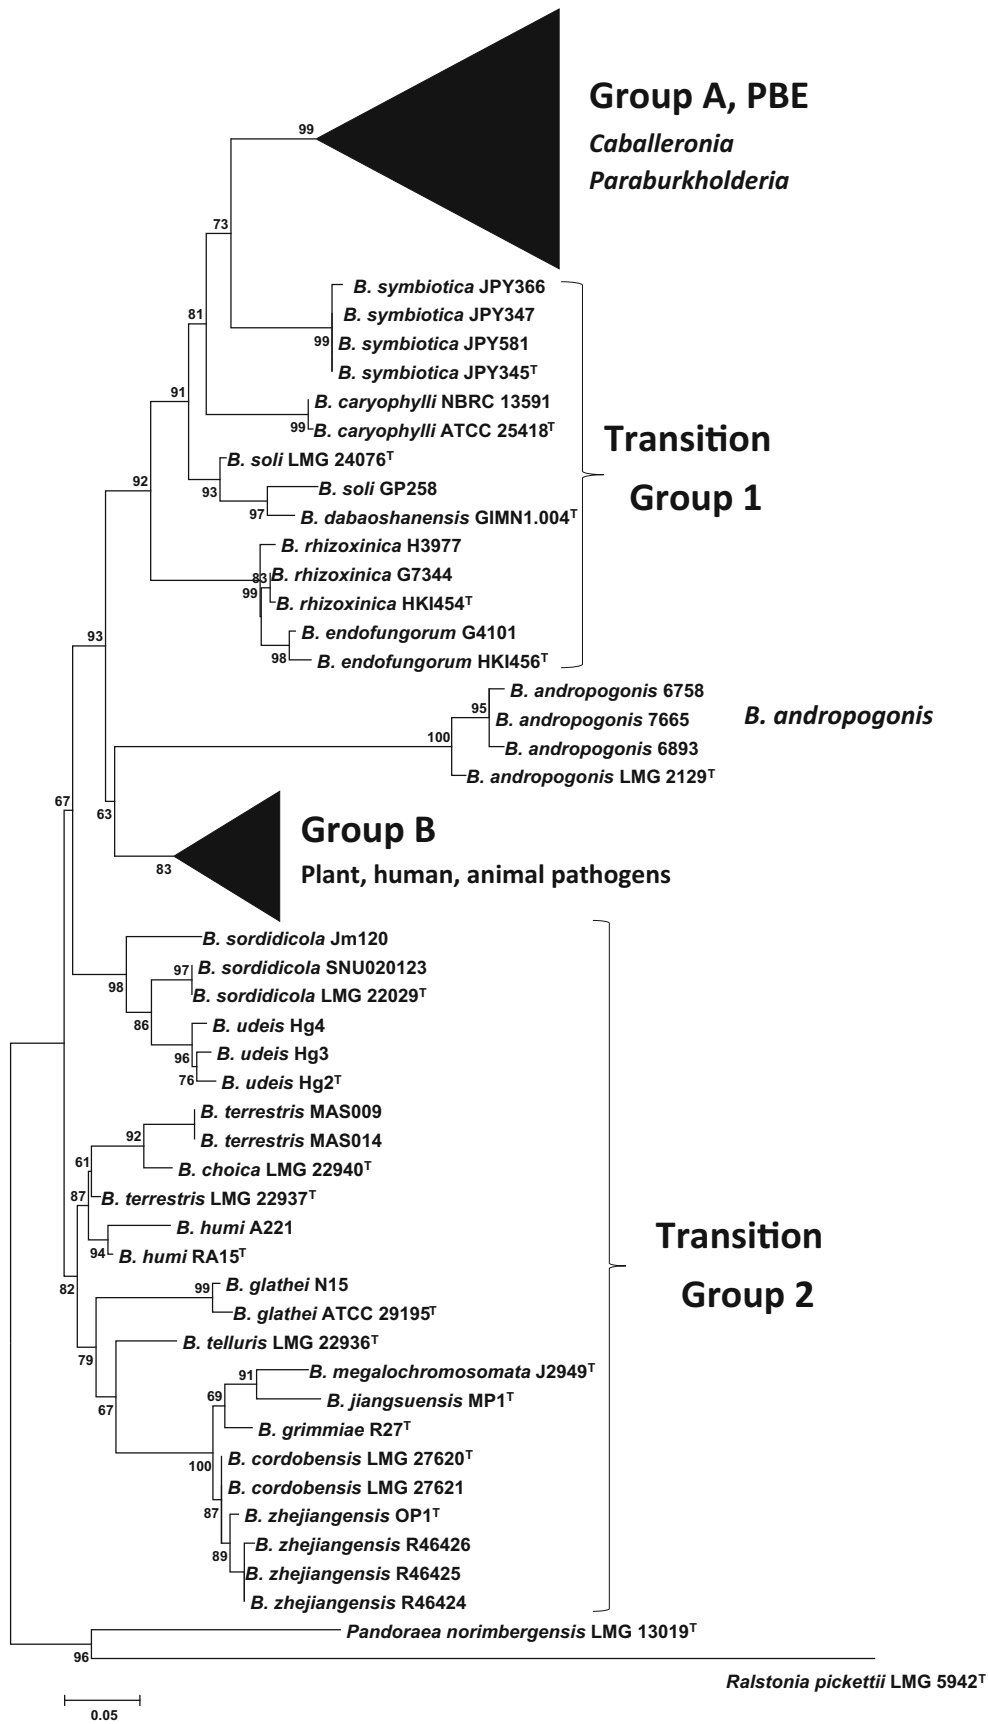 99
Group A, PBE
Caballeronia
Paraburkholderia
73
B. symbiotica JPY366
81
B. symbiotica JPY347
99
B. symbiotica JPY581
B. symbiotica JPY345ᵀ
91
B. caryophylli NBRC 13591
99
B. caryophylli ATCC 25418ᵀ
Transition
Group 1
B. soli LMG 24076ᵀ
92
93
B. soli GP258
97
B. dabaoshanensis GIMN1.004ᵀ
B. rhizoxinica H3977
83
B. rhizoxinica G7344
99
B. rhizoxinica HKI454ᵀ
B. endofungorum G4101
93
98
B. endofungorum HKI456ᵀ
B. andropogonis 6758
95
B. andropogonis 7665
B. andropogonis
100
B. andropogonis 6893
B. andropogonis LMG 2129ᵀ
67
63
Group B
83
Plant, human, animal pathogens
B. sordidicola Jm120
97
B. sordidicola SNU020123
98
B. sordidicola LMG 22029ᵀ
86
B. udeis Hg4
96
B. udeis Hg3
76
B. udeis Hg2ᵀ
B. terrestris MAS009
92
B. terrestris MAS014
61
B. choica LMG 22940ᵀ
87
B. terrestris LMG 22937ᵀ
B. humi A221
94
B. humi RA15ᵀ
Transition
Group 2
82
99
B. glathei N15
B. glathei ATCC 29195ᵀ
79
B. telluris LMG 22936ᵀ
91
B. megalochromosomata J2949ᵀ
69
B. jiangsuensis MP1ᵀ
67
B. grimmiae R27ᵀ
100
B. cordobensis LMG 27620ᵀ
B. cordobensis LMG 27621
87
B. zhejiangensis OP1ᵀ
89
B. zhejiangensis R46426
B. zhejiangensis R46425
B. zhejiangensis R46424
Pandoraea norimbergensis LMG 13019ᵀ
96
Ralstonia pickettii LMG 5942ᵀ
0.05